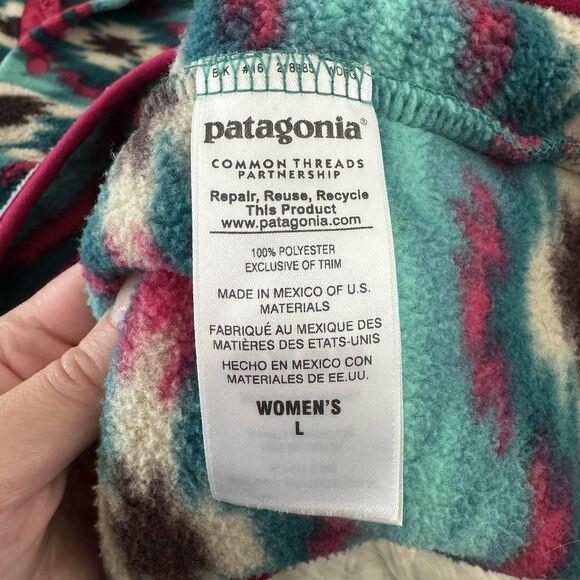 patagonia®
COMMON THREADS
PARTNERSHIP
Repair, Reuse, Recycle
This Product
www.patagonia.com
100% POLYESTER
EXCLUSIVE OF TRIM
MADE IN MEXICO OF U.S.
MATERIALS
FABRIQUÉ AU MEXIQUE DES
MATIÈRES DES ETATS-UNIS
HECHO EN MEXICO CON
MATERIALES DE EE.UU.
WOMEN'S
L